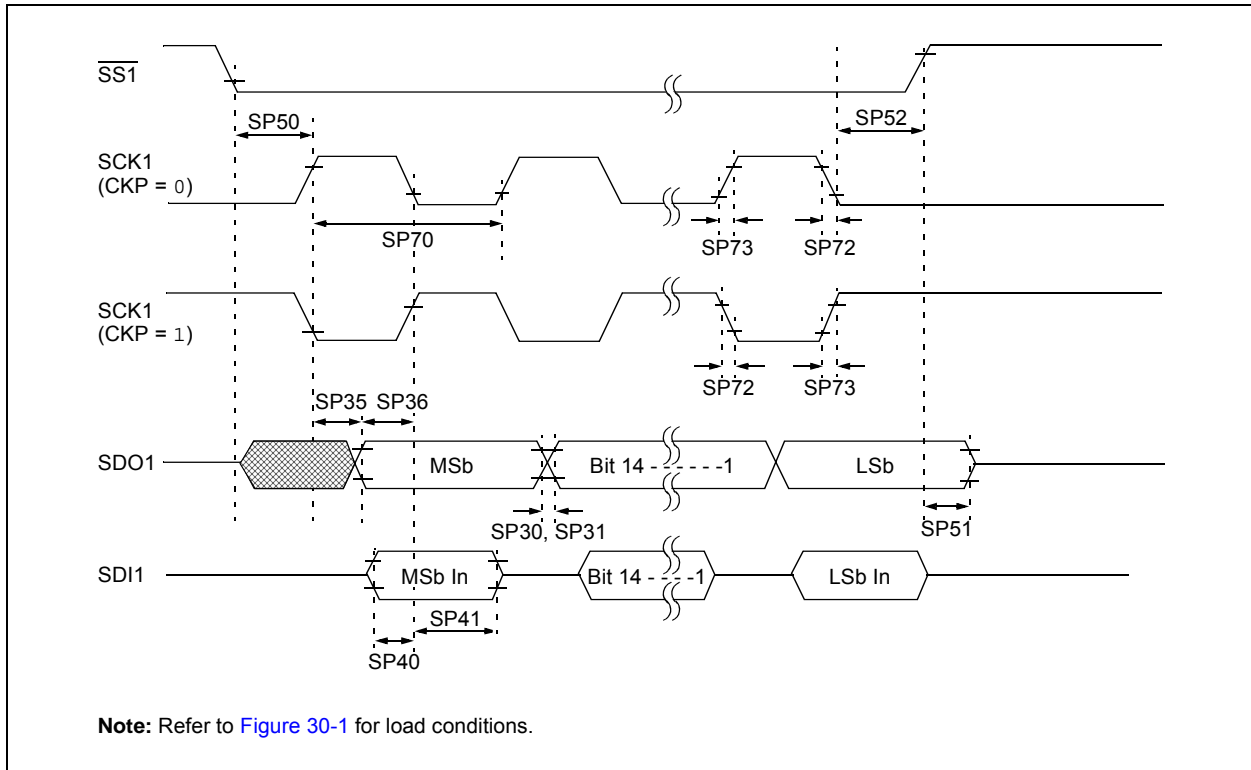 SS1
SP50
SP52
SCK1
(CKP = 0)
SP70
SP73
SP72
SCK1
(CKP = 1)
SP72
SP73
SP35
SP36
SDO1
MSb
Bit 14 - - - - - - -1
LSb
SP30, SP31
SP51
SDI1
MSb In
Bit 14 - - - - -1
LSb In
SP41
SP40
Note: Refer to Figure 30-1 for load conditions.